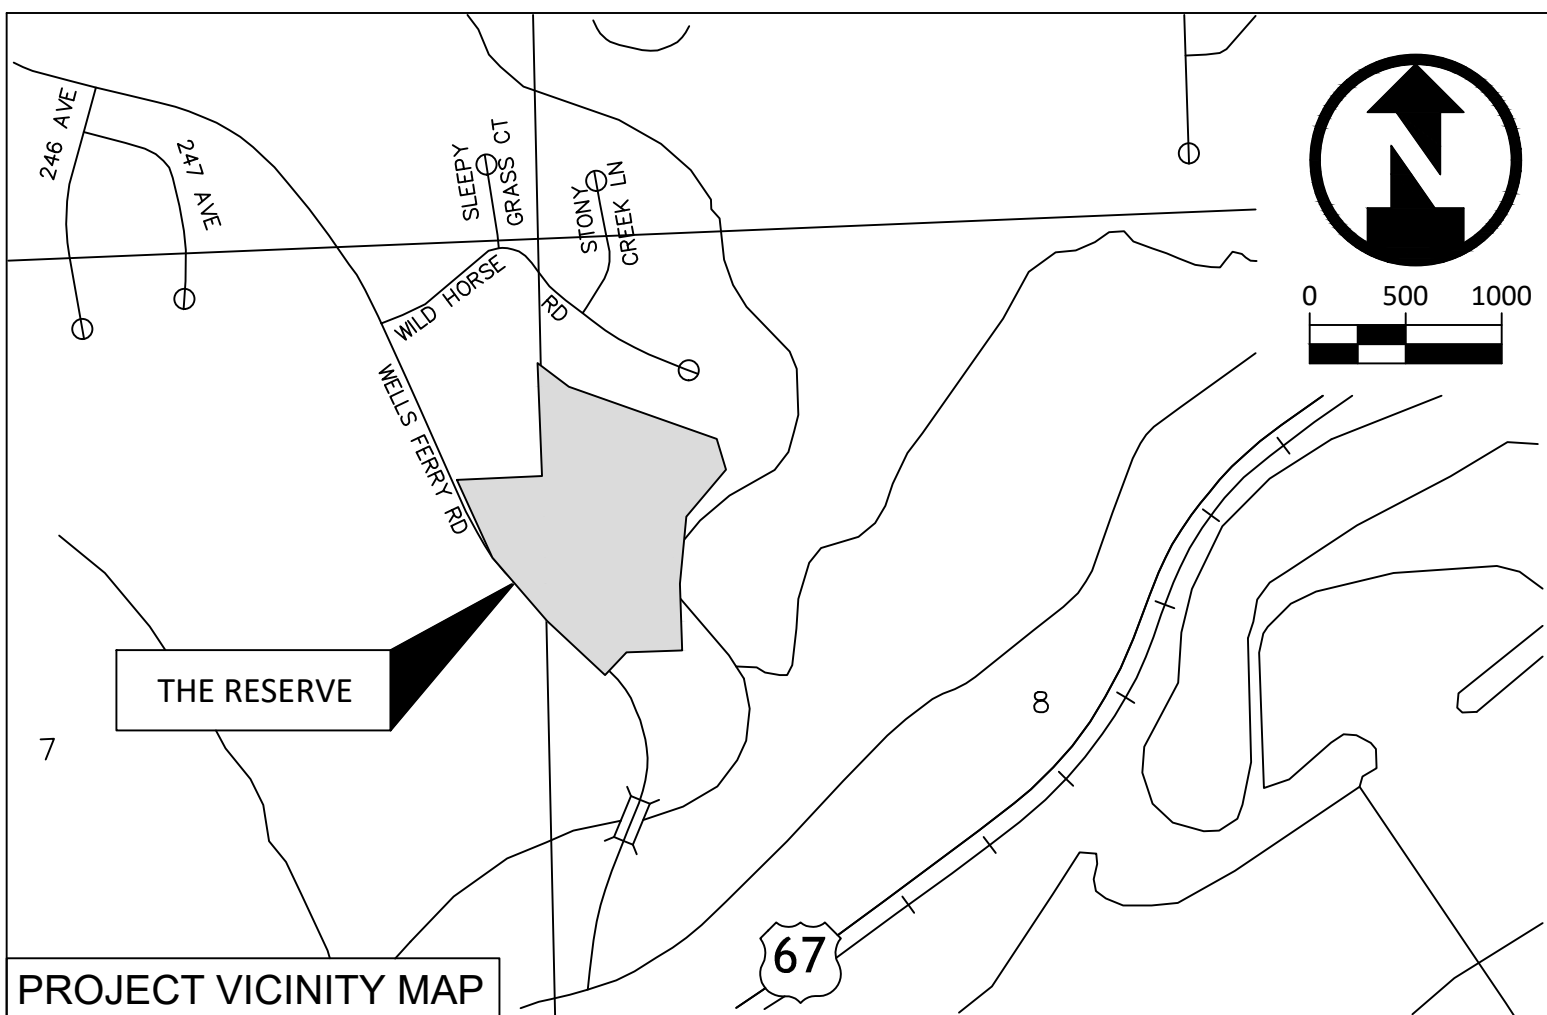 246 AVE
247 AVE
SLEEPY
GRASS CT
STONY
CREEK LN
N
0 500 1000
WILD HORSE RD
WELLS FERRY RD
THE RESERVE
7
8
67
PROJECT VICINITY MAP